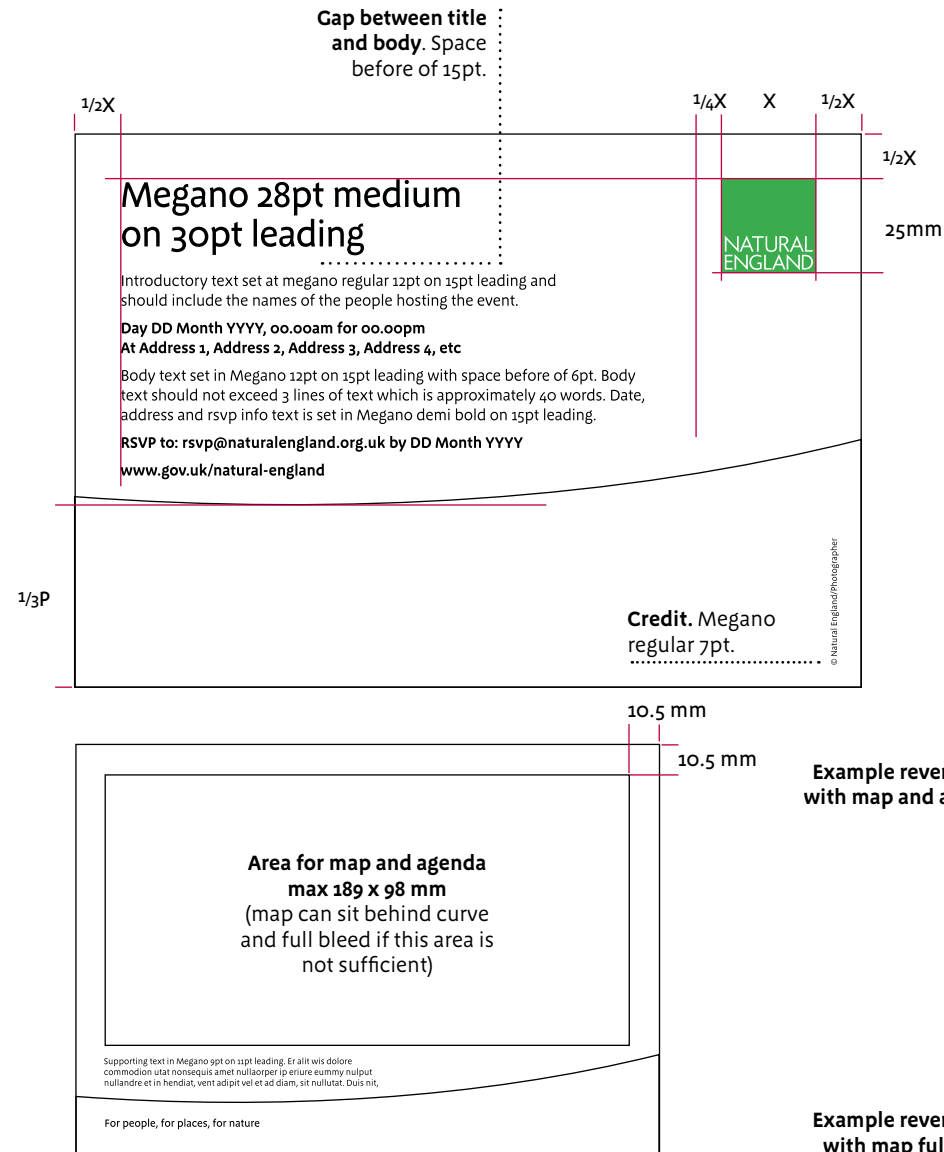 Gap between title
and body. Space
before of 15pt.
1/2X
1/4X
X
1/2X
1/2X
Megano 28pt medium
on 30pt leading
NATURAL
ENGLAND
25mm
Introductory text set at megano regular 12pt on 15pt leading and
should include the names of the people hosting the event.
Day DD Month YYYY, 00.00am for 00.00pm
At Address 1, Address 2, Address 3, Address 4, etc
Body text set in Megano 12pt on 15pt leading with space before of 6pt. Body
text should not exceed 3 lines of text which is approximately 40 words. Date,
address and rsvp info text is set in Megano demi bold on 15pt leading.
RSVP to: rsvp@naturalengland.org.uk by DD Month YYYY
www.gov.uk/natural-england
1/3P
Credit. Megano
regular 7pt.
© Natural England/Photographer
10.5 mm
10.5 mm
Example rever
with map and a
Area for map and agenda
max 189 x 98 mm
(map can sit behind curve
and full bleed if this area is
not sufficient)
Supporting text in Megano 9pt on 11pt leading. Er alit wis dolore
commodion utat nonsequis amet nullaorper ip eriure eummy nulput
nullandre et in hendiat, vent adipit vel et ad diam, sit nullutat. Duis nit,
For people, for places, for nature
Example rever
with map ful